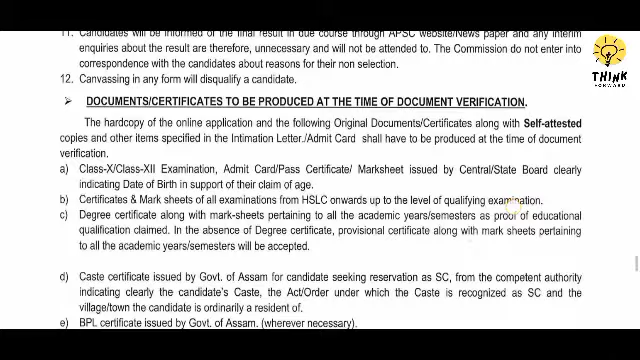 11. Candidates will be informed of the final result in due course through APSC website/News paper and any interim
enquiries about the result are therefore, unnecessary and will not be attended to. The Commission do not enter into
correspondence with the candidates about reasons for their non selection.
12. Canvassing in any form will disqualify a candidate.
THINK
FORWARD
➢ DOCUMENTS/CERTIFICATES TO BE PRODUCED AT THE TIME OF DOCUMENT VERIFICATION.
The hardcopy of the online application and the following Original Documents/Certificates along with Self-attested
copies and other items specified in the Intimation Letter./Admit Card shall have to be produced at the time of document
verification.
a) Class-X/Class-XII Examination, Admit Card/Pass Certificate/ Marksheet issued by Central/State Board clearly
indicating Date of Birth in support of their claim of age.
b) Certificates & Mark sheets of all examinations from HSLC onwards up to the level of qualifying examination.
c) Degree certificate along with mark-sheets pertaining to all the academic years/semesters as proof of educational
qualification claimed. In the absence of Degree certificate, provisional certificate along with mark sheets pertaining
to all the academic years/semesters will be accepted.
d) Caste certificate issued by Govt. of Assam for candidate seeking reservation as SC, from the competent authority
indicating clearly the candidate's Caste, the Act/Order under which the Caste is recognized as SC and the
village/town the candidate is ordinarily a resident of.
e) BPL certificate issued by Govt. of Assam. (wherever necessary).